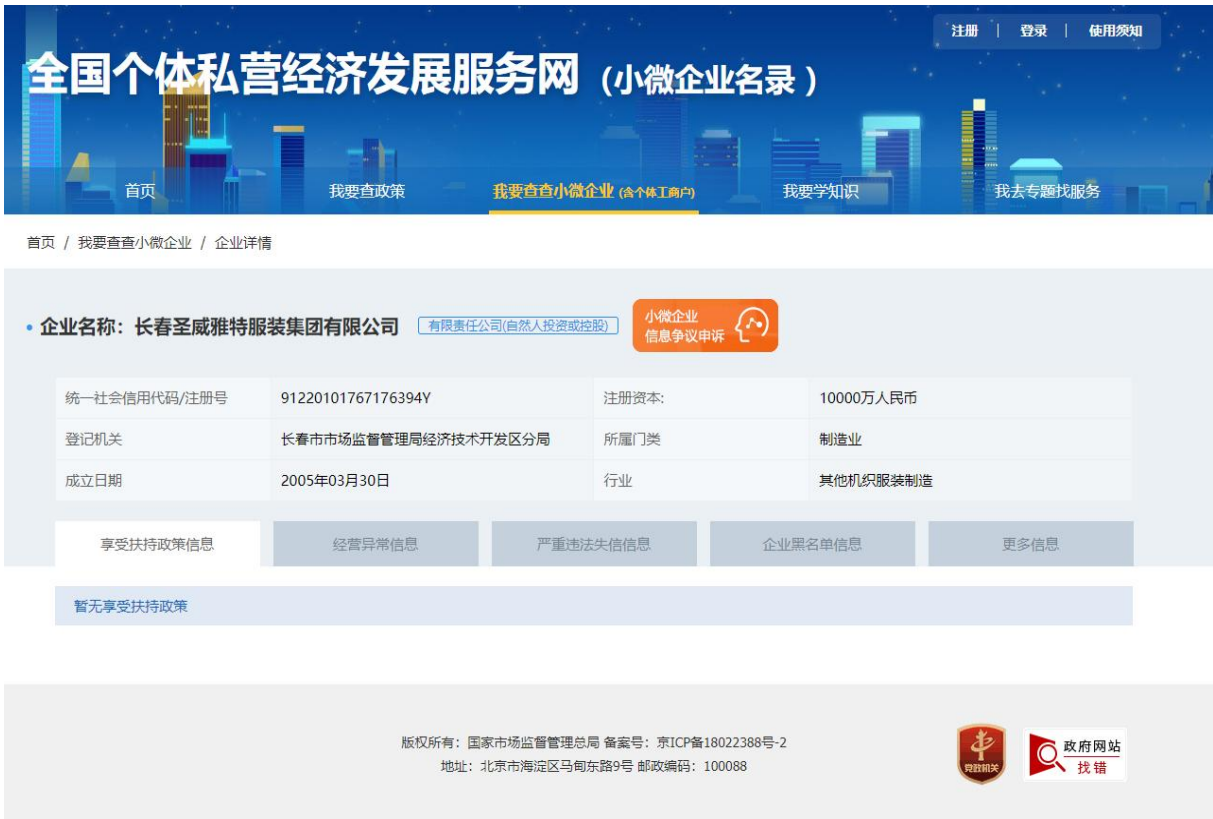 注册 | 登录 | 使用须知
全国个体私营经济发展服务网（小微企业名录）
首页 我要查政策 我要查查小微企业 (含个体工商户) 我要学知识 我去专题找服务
首页 / 我要查查小微企业 / 企业详情
• 企业名称：长春圣威雅特服装集团有限公司 有限责任公司(自然人投资或控股) 小微企业
信息争议申诉
统一社会信用代码/注册号 91220101767176394Y 注册资本: 10000万人民币
登记机关 长春市市场监督管理局经济技术开发区分局 所属门类 制造业
成立日期 2005年03月30日 行业 其他机织服装制造
享受扶持政策信息 经营异常信息 严重违法失信信息 企业黑名单信息 更多信息
暂无享受扶持政策
版权所有：国家市场监督管理总局 备案号：京ICP备18022388号-2
地址：北京市海淀区马甸东路9号 邮政编码：100088
党政机关
政府网站
找错